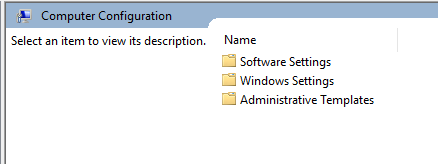 Computer Configuration
Select an item to view its description.
Name
Software Settings
Windows Settings
Administrative Templates